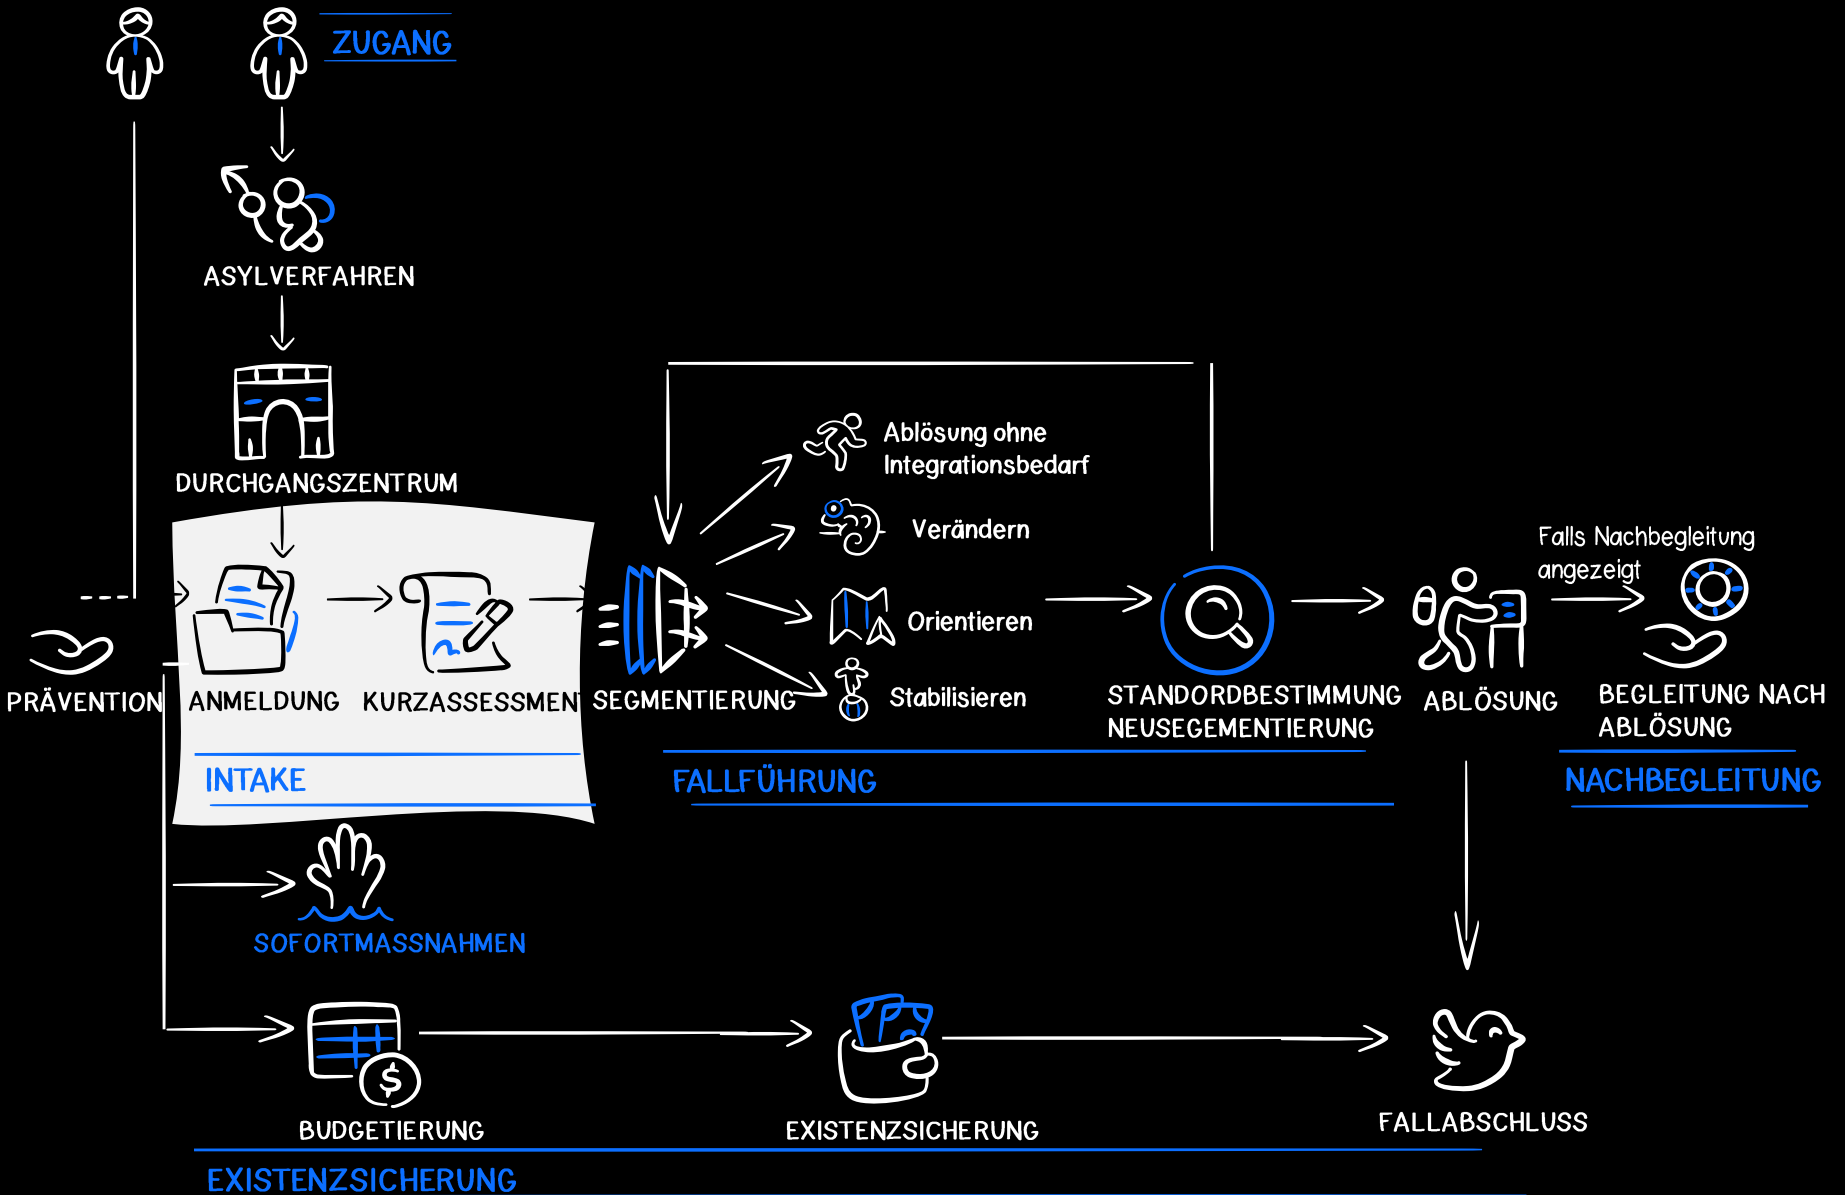 ZUGANG
ASYLVERFAHREN
DURCHGANGSZENTRUM
Ablösung ohne
Integrationsbedarf
Verändern
Orientieren
Stabilisieren
Falls Nachbegleitung
angezeigt
PRÄVENTION
ANMELDUNG
KURZASSESSMENT
SEGMENTIERUNG
STANDORDBESTIMMUNG
NEUSEGEMENTIERUNG
ABLÖSUNG
BEGLEITUNG NACH
ABLÖSUNG
INTAKE
FALLFÜHRUNG
NACHBEGLEITUNG
SOFORTMASSNAHMEN
$
BUDGETIERUNG
EXISTENZSICHERUNG
FALLABSCHLUSS
EXISTENZSICHERUNG